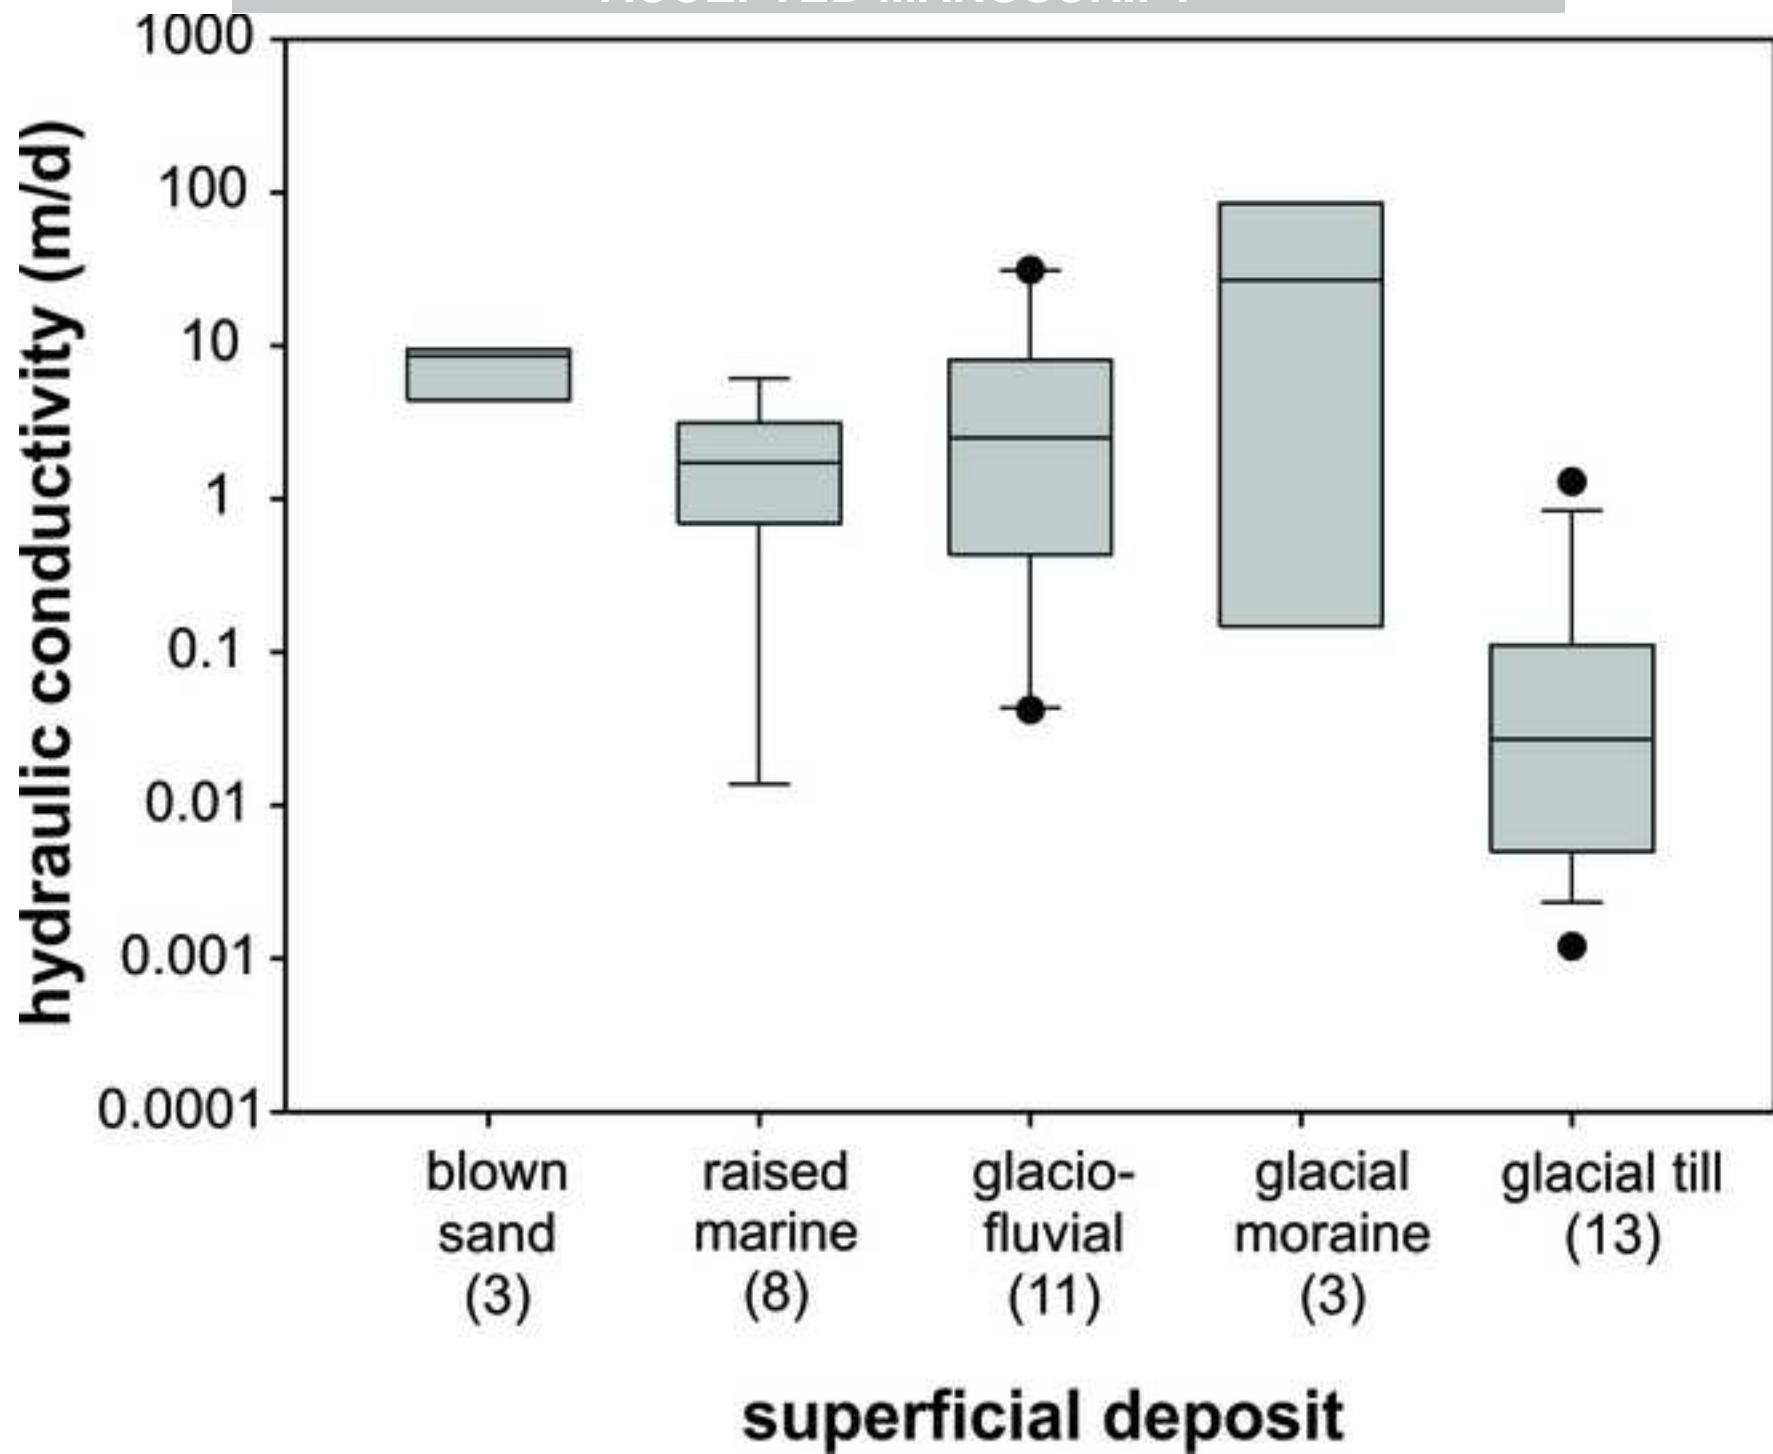 1000
100
10
1
0.1
0.01
0.001
0.0001
hydraulic conductivity (m/d)
blown
sand
(3)
raised
marine
(8)
glacio-
fluvial
(11)
glacial
moraine
(3)
glacial till
(13)
superficial deposit